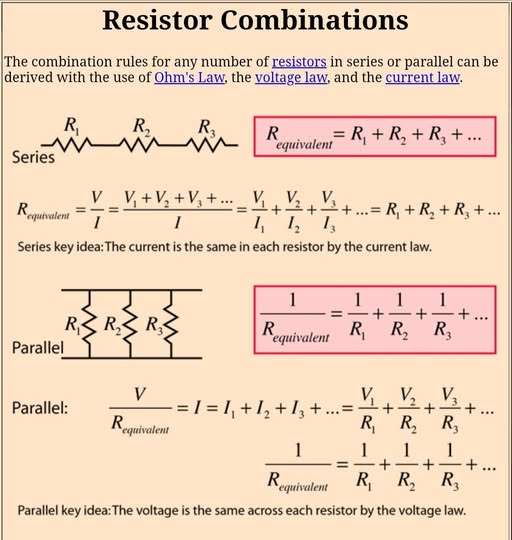 Resistor Combinations
The combination rules for any number of resistors in series or parallel can be
derived with the use of Ohm's Law, the voltage law, and the current law.
R₁ R₂ R₃
Series
R_equivalent = R₁ + R₂ + R₃ + ...
R_equivalent = V/I = (V₁ + V₂ + V₃ + ...)/I = V₁/I₁ + V₂/I₂ + V₃/I₃ + ... = R₁ + R₂ + R₃ + ...
Series key idea: The current is the same in each resistor by the current law.
R₁ R₂ R₃
Parallel
1/R_equivalent = 1/R₁ + 1/R₂ + 1/R₃ + ...
Parallel: V/R_equivalent = I = I₁ + I₂ + I₃ + ... = V₁/R₁ + V₂/R₂ + V₃/R₃ + ...
1/R_equivalent = 1/R₁ + 1/R₂ + 1/R₃ + ...
Parallel key idea: The voltage is the same across each resistor by the voltage law.